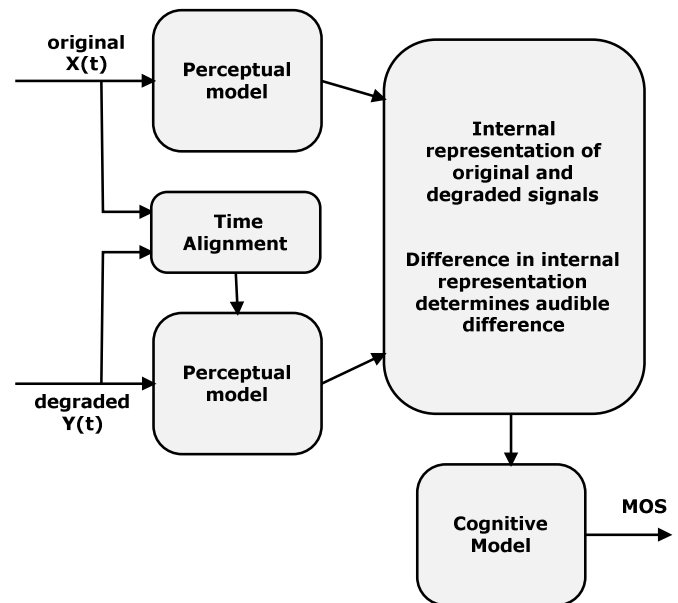 original
X(t)
Perceptual
model
Time
Alignment
degraded
Y(t)
Perceptual
model
Internal
representation of
original and
degraded signals
Difference in internal
representation
determines audible
difference
Cognitive
Model
MOS